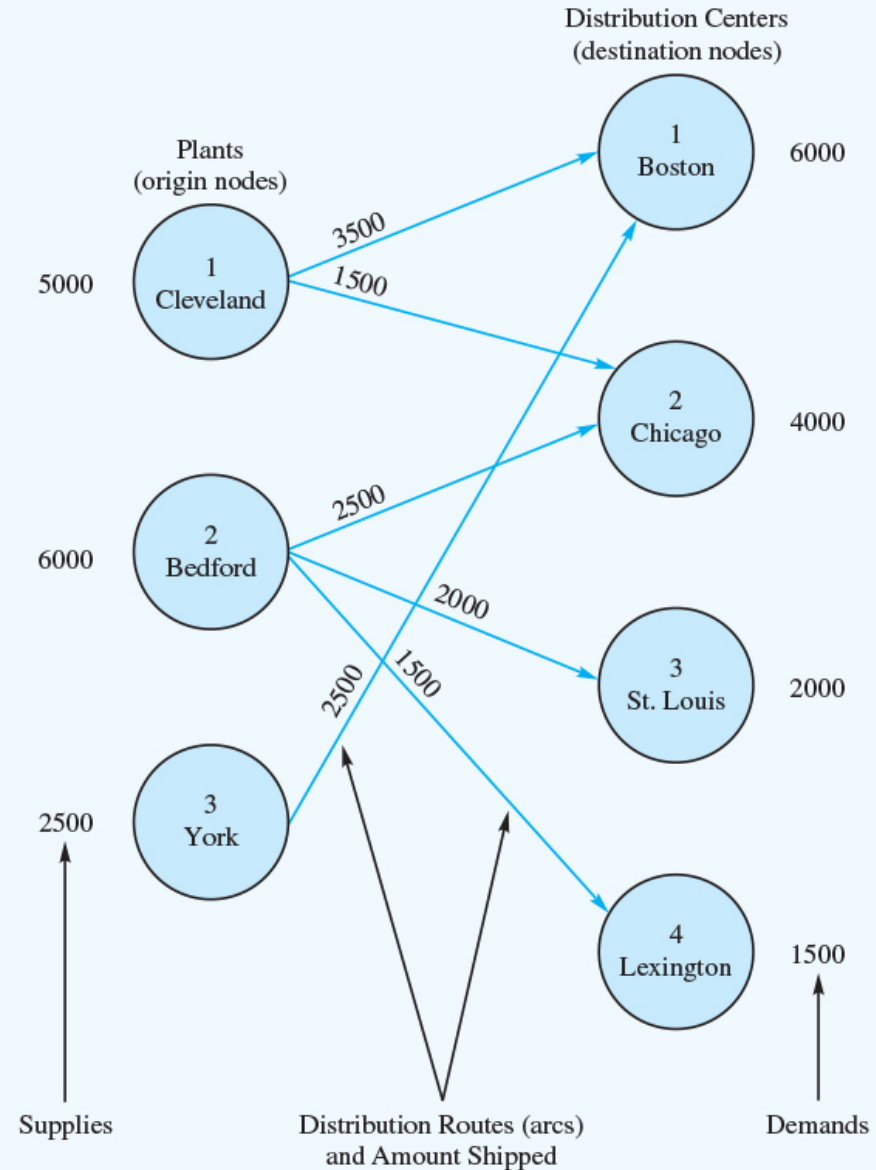 Distribution Centers
(destination nodes)
Plants
(origin nodes)
1
Boston
6000
3500
1500
5000
1
Cleveland
2
Chicago
4000
2500
2000
1500
6000
2
Bedford
3
St. Louis
2000
2500
2500
3
York
4
Lexington
1500
Supplies
Distribution Routes (arcs)
and Amount Shipped
Demands